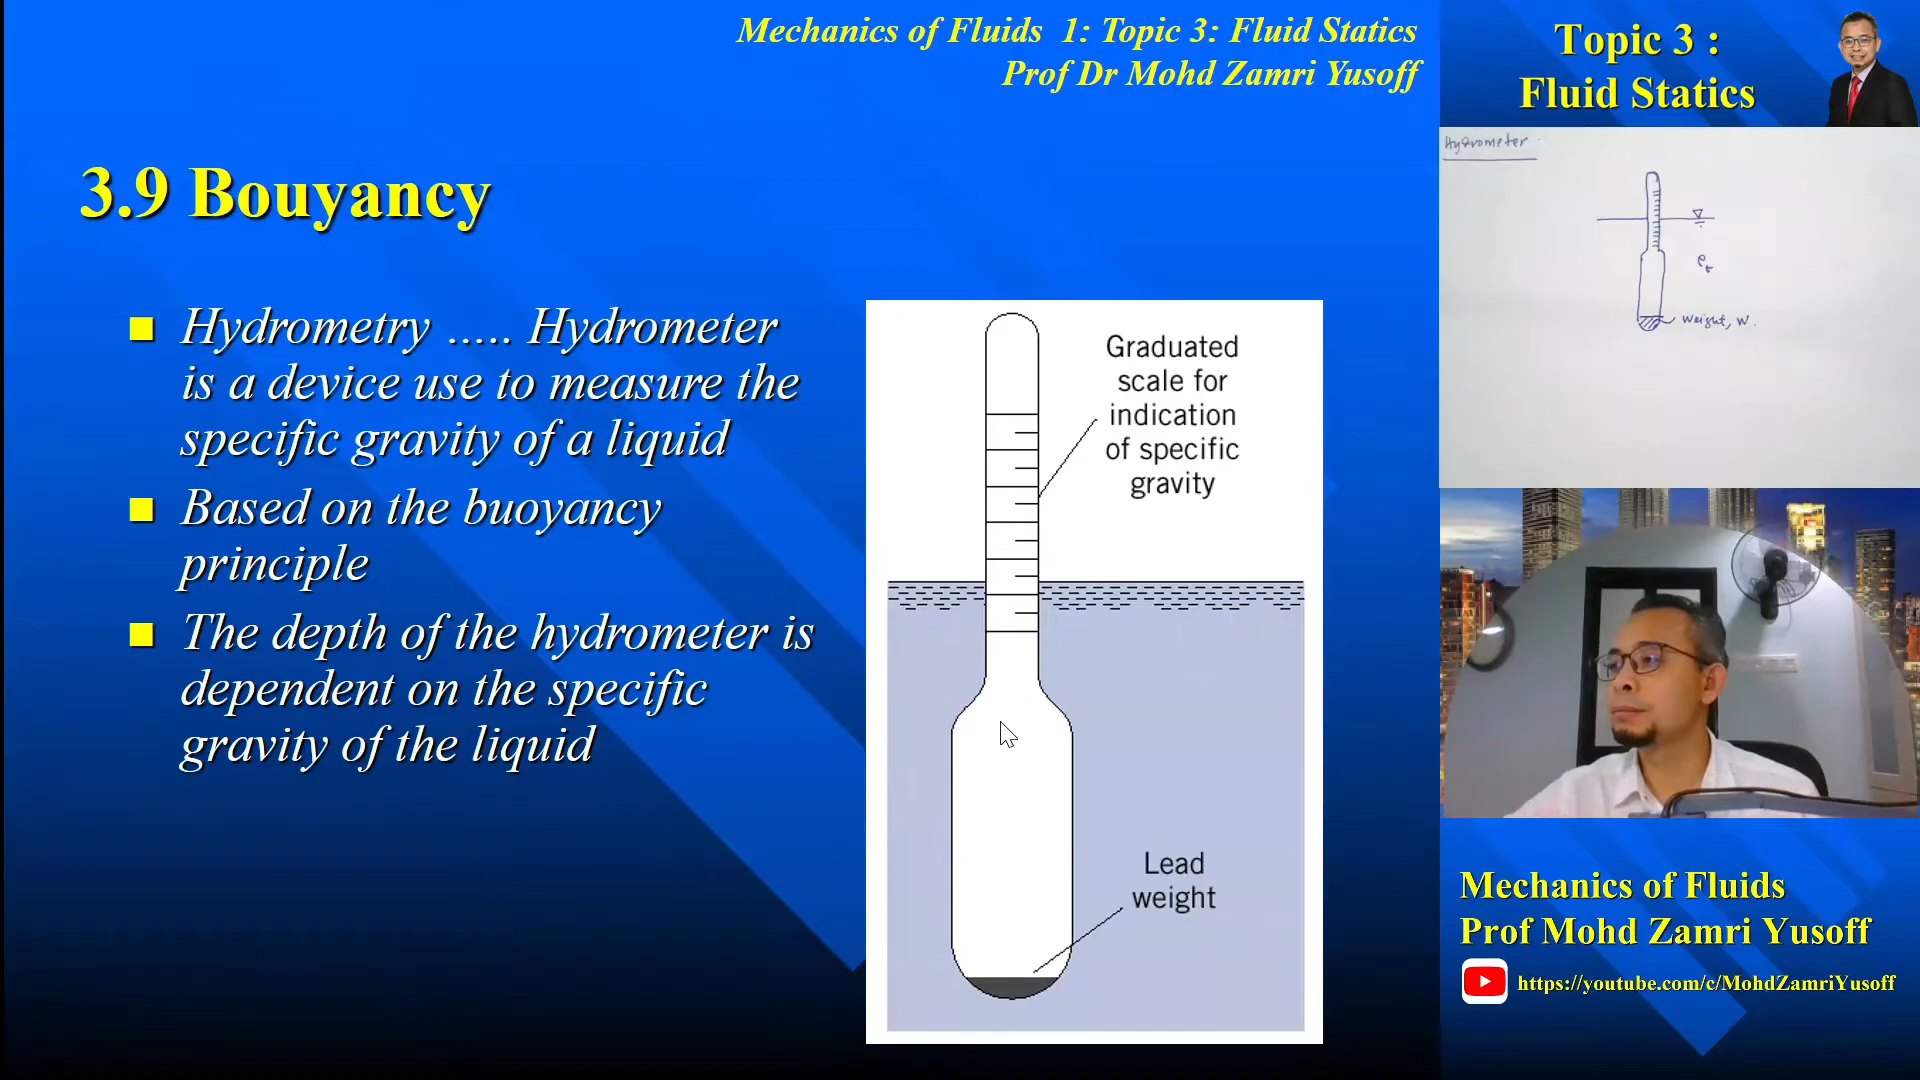 Mechanics of Fluids 1: Topic 3: Fluid Statics
Prof Dr Mohd Zamri Yusoff
3.9 Bouyancy
Hydrometry ..... Hydrometer
is a device use to measure the
specific gravity of a liquid
Based on the buoyancy
principle
The depth of the hydrometer is
dependent on the specific
gravity of the liquid
Graduated
scale for
indication
of specific
gravity
Lead
weight
Topic 3 :
Fluid Statics
Hydrometer
Weight, W.
Mechanics of Fluids
Prof Mohd Zamri Yusoff
https://youtube.com/c/MohdZamriYusoff